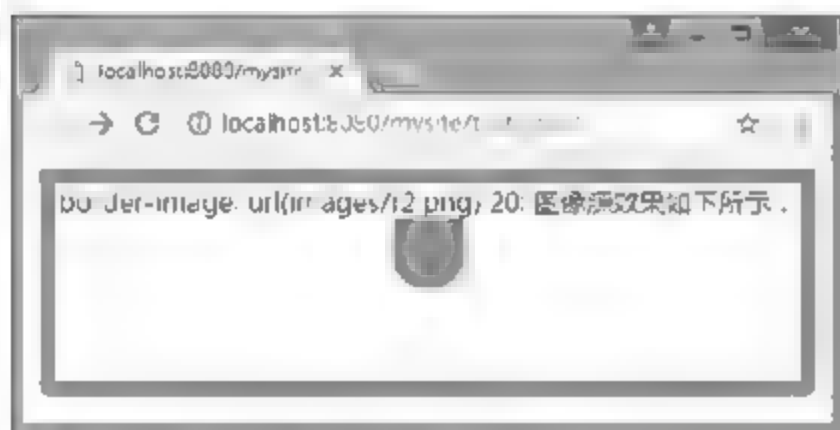 localhost:8080/mysite
localhost:8080/mysite/t
border-image: url(images/r2.png) 20; 图像源效果如下所示：